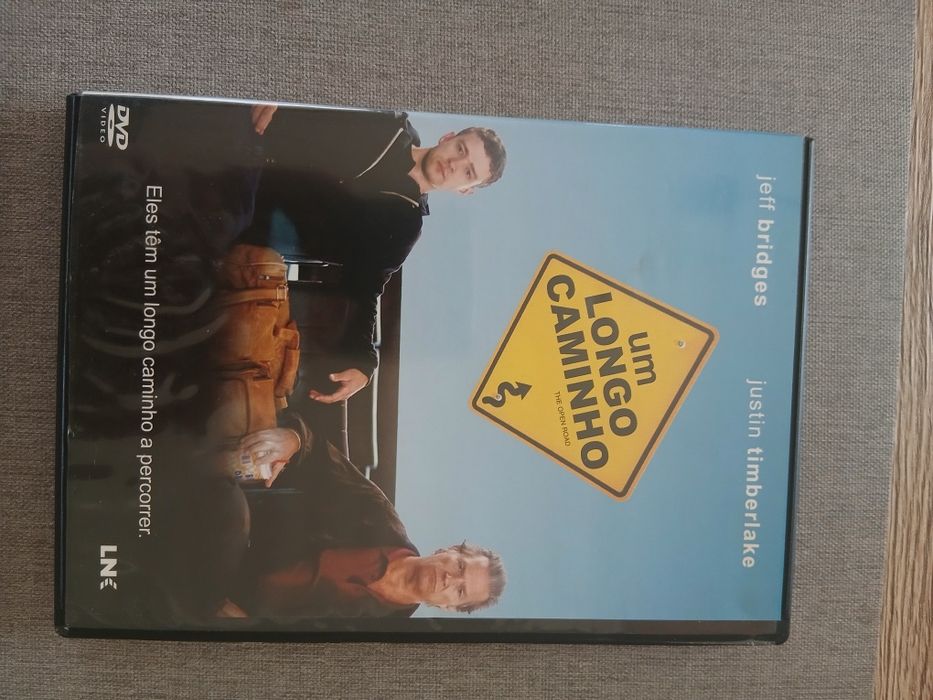 jeff bridges
justin timberlake
um
LONGO
CAMINHO
THE OPEN ROAD
Eles têm um longo caminho a percorrer.
DVD
VIDEO
LNK